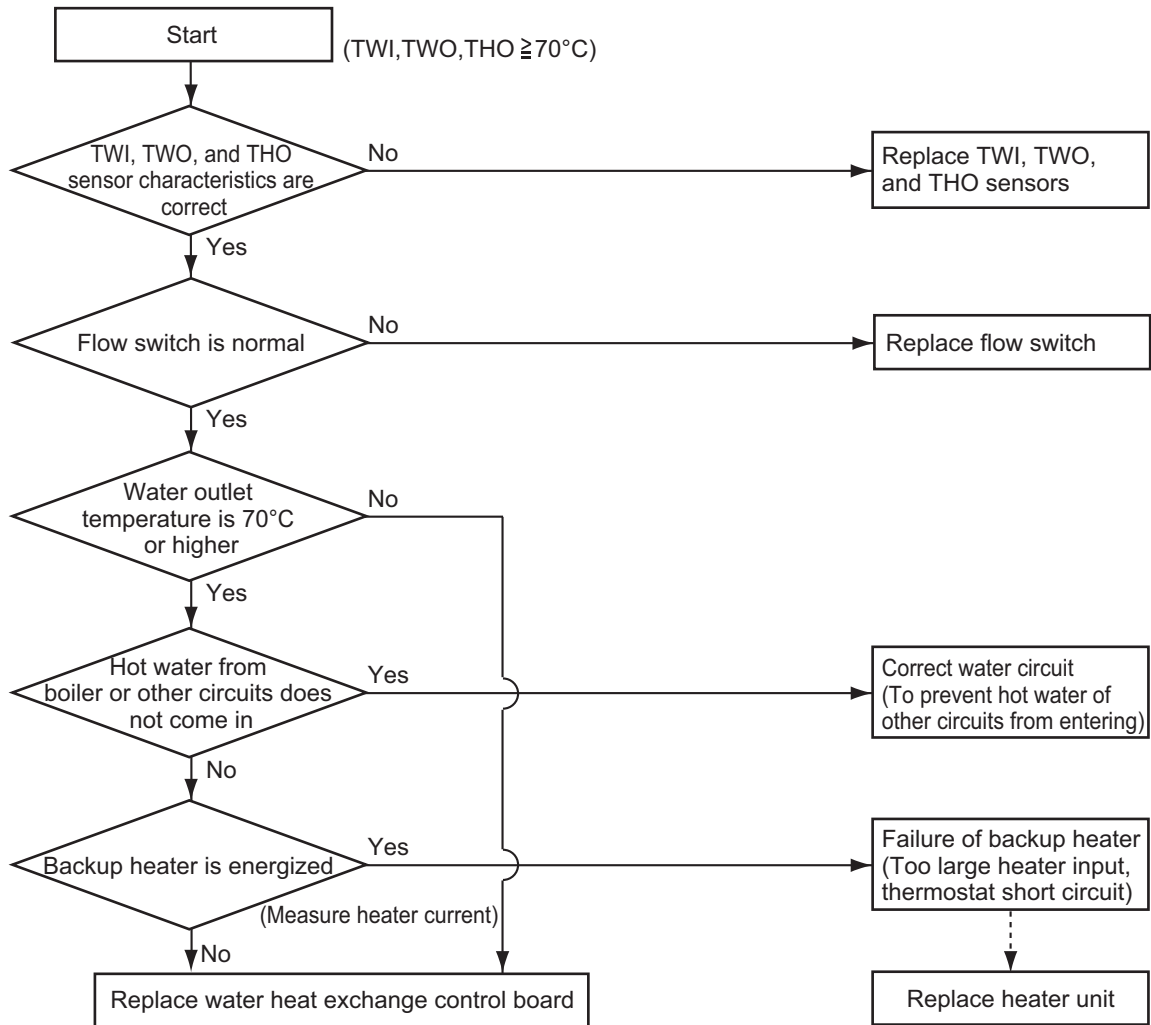 Start
(TWI,TWO,THO ≧70°C)
TWI, TWO, and THO
sensor characteristics are
correct
No
Replace TWI, TWO,
and THO sensors
Yes
Flow switch is normal
No
Replace flow switch
Yes
Water outlet
temperature is 70°C
or higher
No
Yes
Hot water from
boiler or other circuits does
not come in
Yes
Correct water circuit
(To prevent hot water of
other circuits from entering)
No
Backup heater is energized
Yes
Failure of backup heater
(Too large heater input,
thermostat short circuit)
(Measure heater current)
No
Replace water heat exchange control board
Replace heater unit